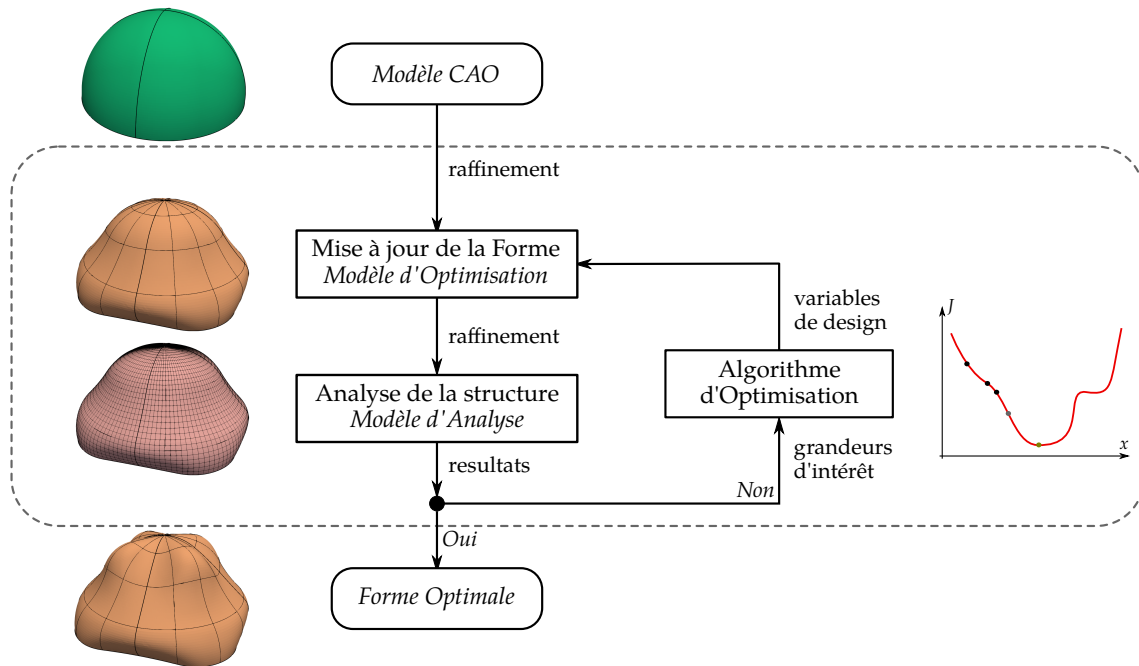 Modèle CAO
raffinement
Mise à jour de la Forme
Modèle d'Optimisation
variables
de design
raffinement
Analyse de la structure
Modèle d'Analyse
Algorithme
d'Optimisation
resultats
grandeurs
d'intérêt
Non
Oui
Forme Optimale
J
x